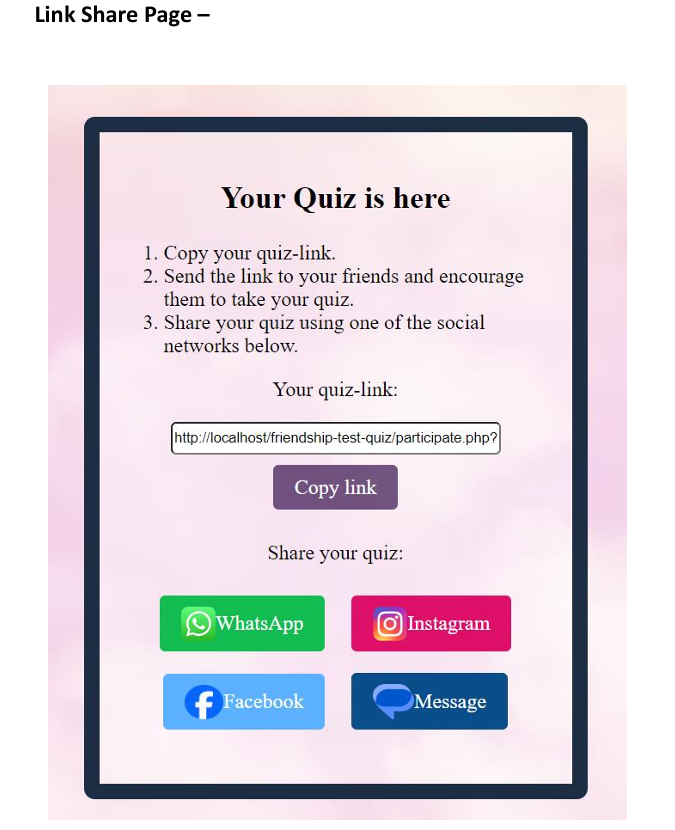 Link Share Page –
Your Quiz is here
1. Copy your quiz-link.
2. Send the link to your friends and encourage
them to take your quiz.
3. Share your quiz using one of the social
networks below.
Your quiz-link:
http://localhost/friendship-test-quiz/participate.php?
Copy link
Share your quiz:
WhatsApp
Instagram
Facebook
Message